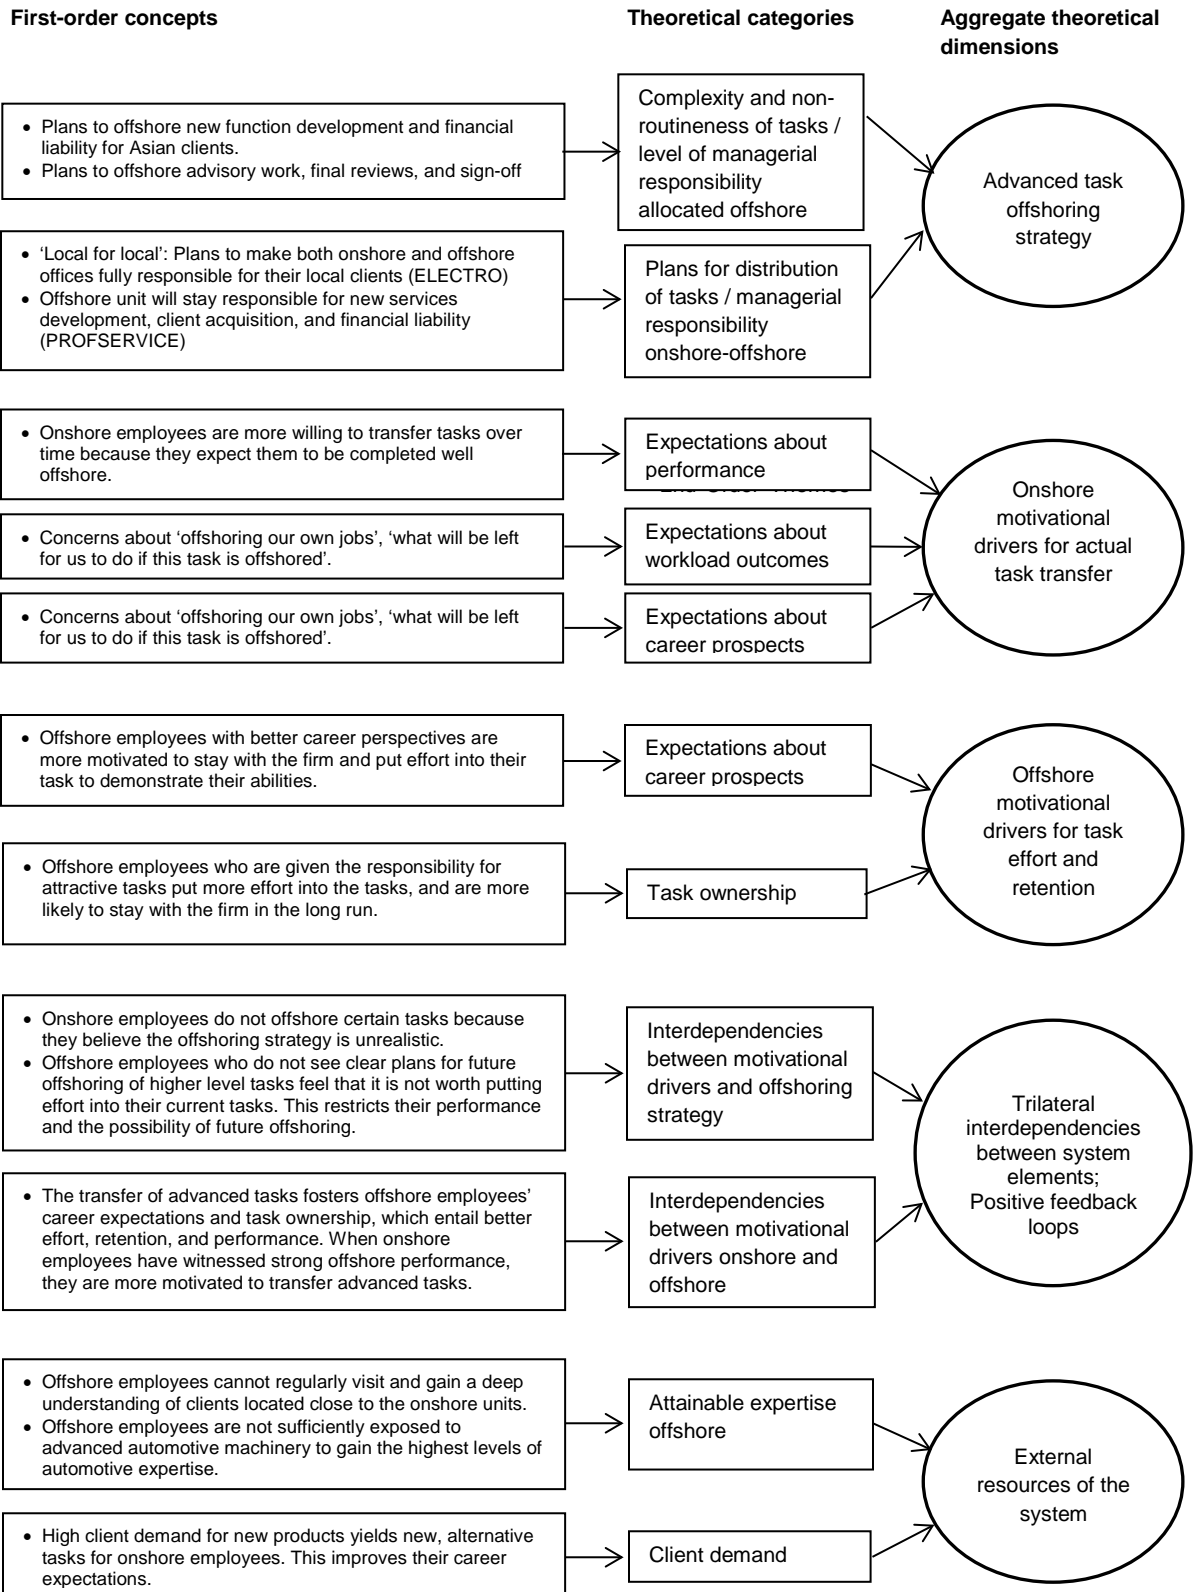 First-order concepts
Theoretical categories
Aggregate theoretical
dimensions
• Plans to offshore new function development and financial
liability for Asian clients.
• Plans to offshore advisory work, final reviews, and sign-off
Complexity and non-
routineness of tasks /
level of managerial
responsibility
allocated offshore
Advanced task
offshoring
strategy
• ‘Local for local’: Plans to make both onshore and offshore
offices fully responsible for their local clients (ELECTRO)
• Offshore unit will stay responsible for new services
development, client acquisition, and financial liability
(PROFSERVICE)
Plans for distribution
of tasks / managerial
responsibility
onshore-offshore
• Onshore employees are more willing to transfer tasks over
time because they expect them to be completed well
offshore.
Expectations about
performance
Onshore
motivational
drivers for actual
task transfer
• Concerns about ‘offshoring our own jobs’, ‘what will be left
for us to do if this task is offshored’.
Expectations about
workload outcomes
• Concerns about ‘offshoring our own jobs’, ‘what will be left
for us to do if this task is offshored’.
Expectations about
career prospects
• Offshore employees with better career perspectives are
more motivated to stay with the firm and put effort into their
task to demonstrate their abilities.
Expectations about
career prospects
Offshore
motivational
drivers for task
effort and
retention
• Offshore employees who are given the responsibility for
attractive tasks put more effort into the tasks, and are more
likely to stay with the firm in the long run.
Task ownership
• Onshore employees do not offshore certain tasks because
they believe the offshoring strategy is unrealistic.
• Offshore employees who do not see clear plans for future
offshoring of higher level tasks feel that it is not worth putting
effort into their current tasks. This restricts their performance
and the possibility of future offshoring.
Interdependencies
between motivational
drivers and offshoring
strategy
Trilateral
interdependencies
between system
elements;
Positive feedback
loops
• The transfer of advanced tasks fosters offshore employees’
career expectations and task ownership, which entail better
effort, retention, and performance. When onshore
employees have witnessed strong offshore performance,
they are more motivated to transfer advanced tasks.
Interdependencies
between motivational
drivers onshore and
offshore
• Offshore employees cannot regularly visit and gain a deep
understanding of clients located close to the onshore units.
• Offshore employees are not sufficiently exposed to
advanced automotive machinery to gain the highest levels of
automotive expertise.
Attainable expertise
offshore
External
resources of the
system
• High client demand for new products yields new, alternative
tasks for onshore employees. This improves their career
expectations.
Client demand